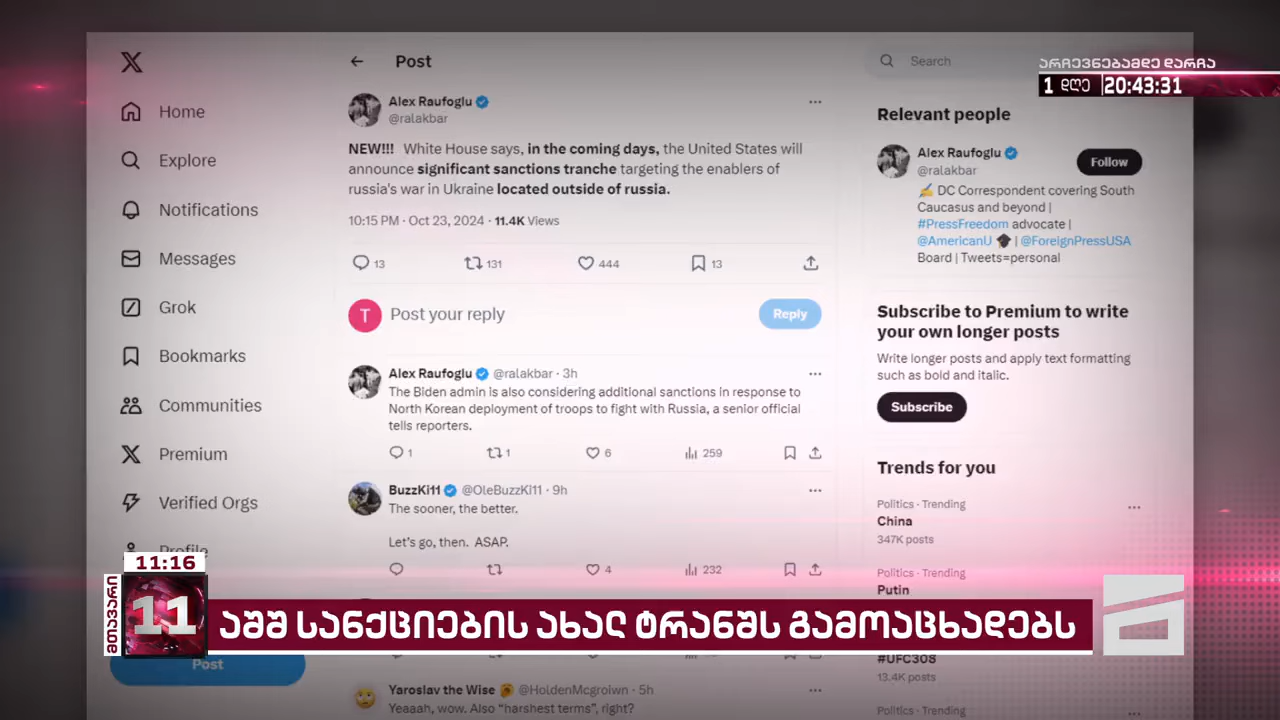 Home
Explore
Notifications
Messages
Grok
Bookmarks
Communities
Premium
Verified Orgs
Profile
Post
Post
Alex Raufoglu
@ralakbar
NEW!!! White House says, in the coming days, the United States will
announce significant sanctions tranche targeting the enablers of
russia's war in Ukraine located outside of russia.
10:15 PM · Oct 23, 2024 · 11.4K Views
13 131 444 13
T Post your reply Reply
Alex Raufoglu @ralakbar · 3h
The Biden admin is also considering additional sanctions in response to
North Korean deployment of troops to fight with Russia, a senior official
tells reporters.
1 1 6 259
BuzzKi11 @OleBuzzKi11 · 9h
The sooner, the better.
Let's go, then. ASAP.
4 232
Yaroslav the Wise @HoldenMcgroiwn · 5h
Yeaaah, wow. Also “harshest terms”, right?
Search
არჩევნებამდე დარჩა
1 დღე 20:43:31
Relevant people
Alex Raufoglu
@ralakbar
Follow
✍️ DC Correspondent covering South
Caucasus and beyond |
#PressFreedom advocate |
@AmericanU 🎓 | @ForeignPressUSA
Board | Tweets=personal
Subscribe to Premium to write
your own longer posts
Write longer posts and apply text formatting
such as bold and italic.
Subscribe
Trends for you
Politics · Trending
China
347K posts
Politics · Trending
Putin
#UFC308
13.4K posts
Politics · Trending
11:16
მთავარი
11
აშშ სანქციების ახალ ტრანშს გამოაცხადებს